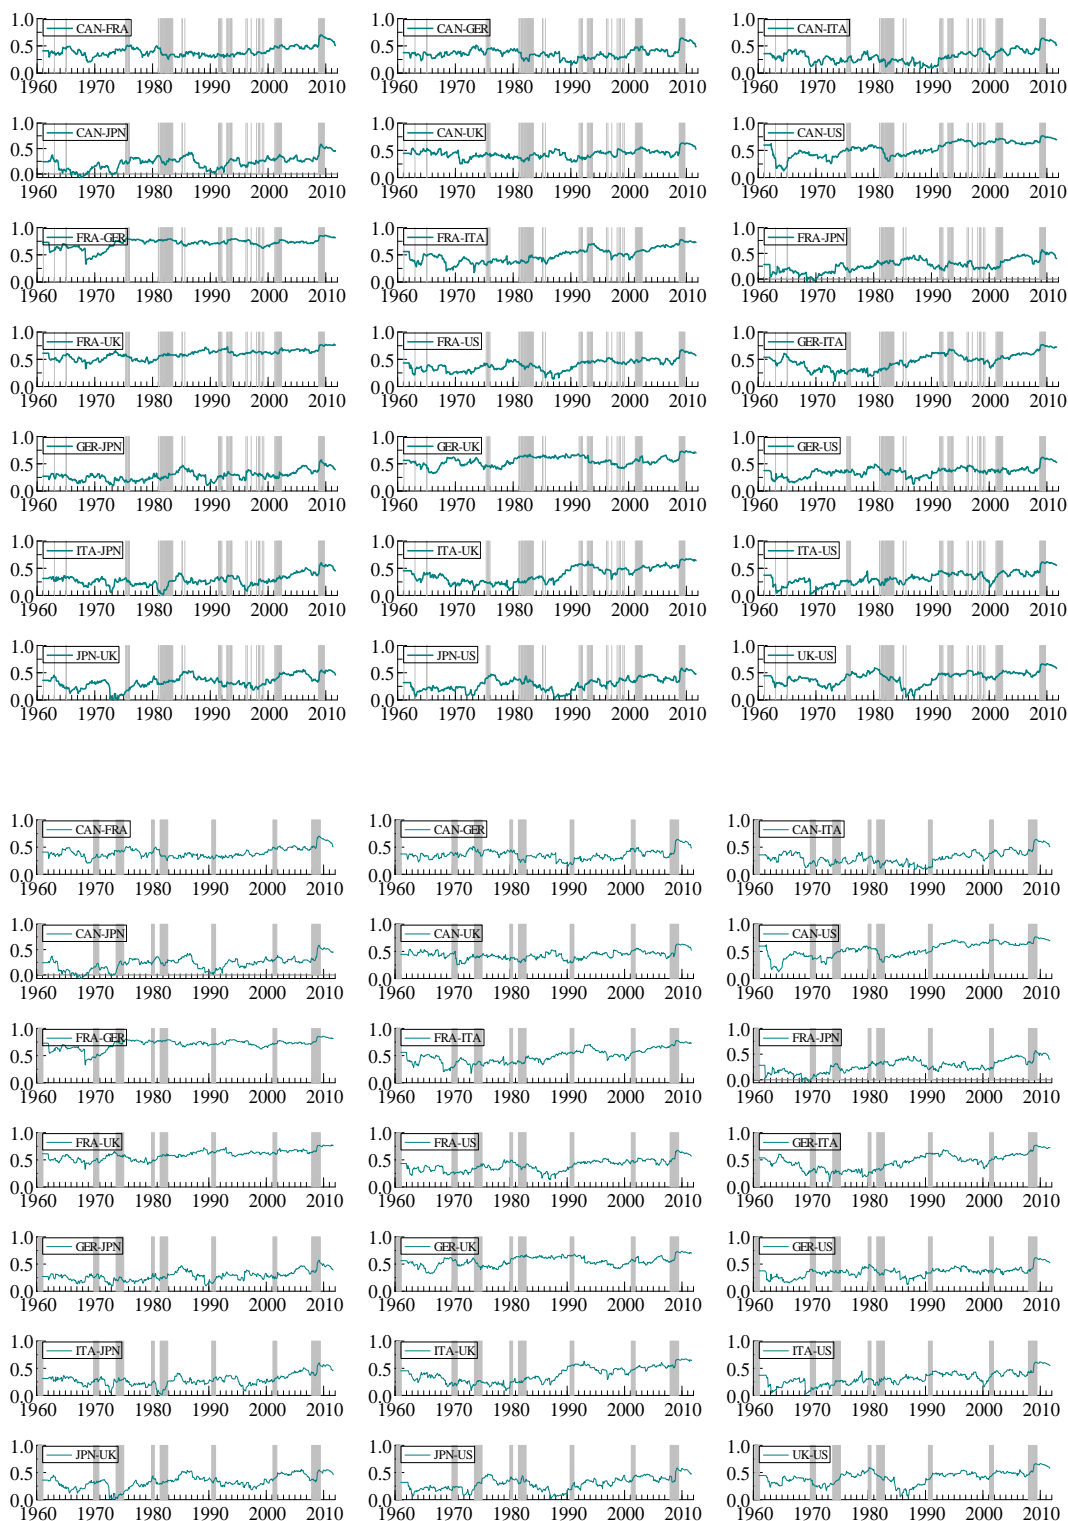 1.0 1.0 1.0
CAN-FRA CAN-GER CAN-ITA
0.5 0.5 0.5
0.0 0.0 0.0
1960 1970 1980 1990 2000 2010 1960 1970 1980 1990 2000 2010 1960 1970 1980 1990 2000 2010
1.0 1.0 1.0
CAN-JPN CAN-UK CAN-US
0.5 0.5 0.5
0.0 0.0 0.0
1960 1970 1980 1990 2000 2010 1960 1970 1980 1990 2000 2010 1960 1970 1980 1990 2000 2010
1.0 1.0 1.0
FRA-GER FRA-ITA FRA-JPN
0.5 0.5 0.5
0.0 0.0 0.0
1960 1970 1980 1990 2000 2010 1960 1970 1980 1990 2000 2010 1960 1970 1980 1990 2000 2010
1.0 1.0 1.0
FRA-UK FRA-US GER-ITA
0.5 0.5 0.5
0.0 0.0 0.0
1960 1970 1980 1990 2000 2010 1960 1970 1980 1990 2000 2010 1960 1970 1980 1990 2000 2010
1.0 1.0 1.0
GER-JPN GER-UK GER-US
0.5 0.5 0.5
0.0 0.0 0.0
1960 1970 1980 1990 2000 2010 1960 1970 1980 1990 2000 2010 1960 1970 1980 1990 2000 2010
1.0 1.0 1.0
ITA-JPN ITA-UK ITA-US
0.5 0.5 0.5
0.0 0.0 0.0
1960 1970 1980 1990 2000 2010 1960 1970 1980 1990 2000 2010 1960 1970 1980 1990 2000 2010
1.0 1.0 1.0
JPN-UK JPN-US UK-US
0.5 0.5 0.5
0.0 0.0 0.0
1960 1970 1980 1990 2000 2010 1960 1970 1980 1990 2000 2010 1960 1970 1980 1990 2000 2010
1.0 1.0 1.0
CAN-FRA CAN-GER CAN-ITA
0.5 0.5 0.5
0.0 0.0 0.0
1960 1970 1980 1990 2000 2010 1960 1970 1980 1990 2000 2010 1960 1970 1980 1990 2000 2010
1.0 1.0 1.0
CAN-JPN CAN-UK CAN-US
0.5 0.5 0.5
0.0 0.0 0.0
1960 1970 1980 1990 2000 2010 1960 1970 1980 1990 2000 2010 1960 1970 1980 1990 2000 2010
1.0 1.0 1.0
FRA-GER FRA-ITA FRA-JPN
0.5 0.5 0.5
0.0 0.0 0.0
1960 1970 1980 1990 2000 2010 1960 1970 1980 1990 2000 2010 1960 1970 1980 1990 2000 2010
1.0 1.0 1.0
FRA-UK FRA-US GER-ITA
0.5 0.5 0.5
0.0 0.0 0.0
1960 1970 1980 1990 2000 2010 1960 1970 1980 1990 2000 2010 1960 1970 1980 1990 2000 2010
1.0 1.0 1.0
GER-JPN GER-UK GER-US
0.5 0.5 0.5
0.0 0.0 0.0
1960 1970 1980 1990 2000 2010 1960 1970 1980 1990 2000 2010 1960 1970 1980 1990 2000 2010
1.0 1.0 1.0
ITA-JPN ITA-UK ITA-US
0.5 0.5 0.5
0.0 0.0 0.0
1960 1970 1980 1990 2000 2010 1960 1970 1980 1990 2000 2010 1960 1970 1980 1990 2000 2010
1.0 1.0 1.0
JPN-UK JPN-US UK-US
0.5 0.5 0.5
0.0 0.0 0.0
1960 1970 1980 1990 2000 2010 1960 1970 1980 1990 2000 2010 1960 1970 1980 1990 2000 2010